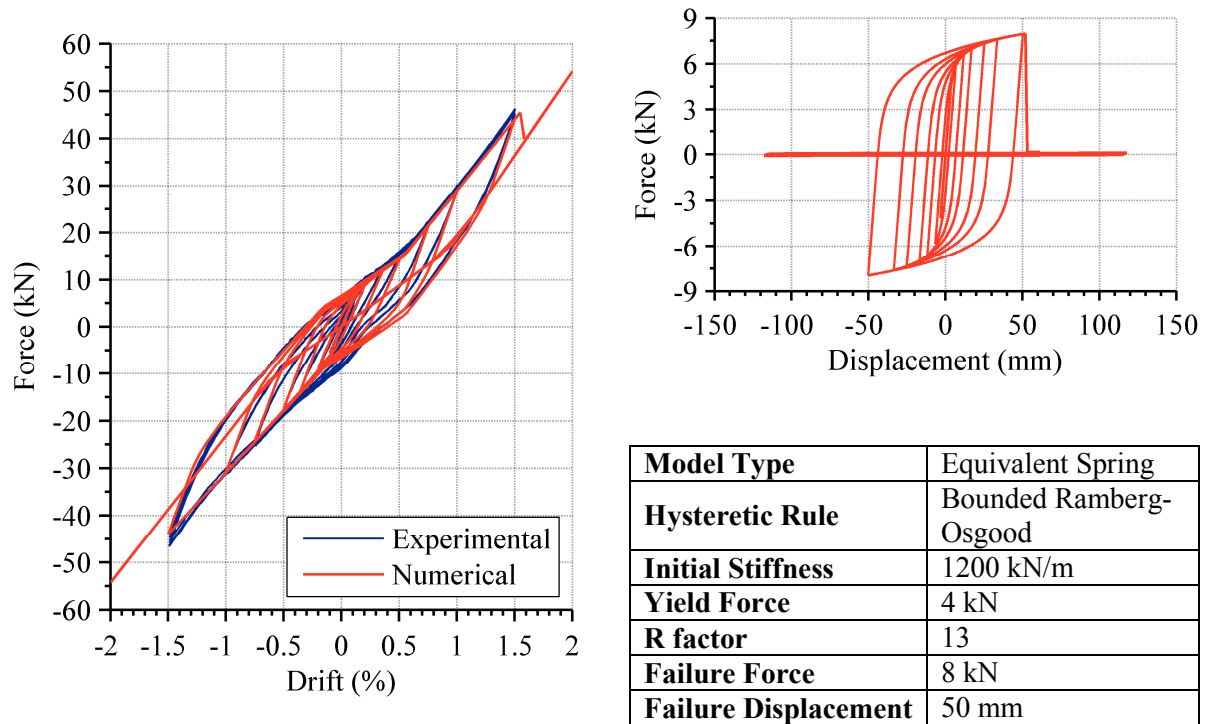 60
50
40
30
20
10
0
-10
-20
-30
-40
-50
-60
Force (kN)
-2 -1.5 -1 -0.5 0 0.5 1 1.5 2
Drift (%)
Experimental
Numerical
9
6
3
0
-3
-6
-9
Force (kN)
-150 -100 -50 0 50 100 150
Displacement (mm)
Model Type Equivalent Spring
Hysteretic Rule Bounded Ramberg-
Osgood
Initial Stiffness 1200 kN/m
Yield Force 4 kN
R factor 13
Failure Force 8 kN
Failure Displacement 50 mm